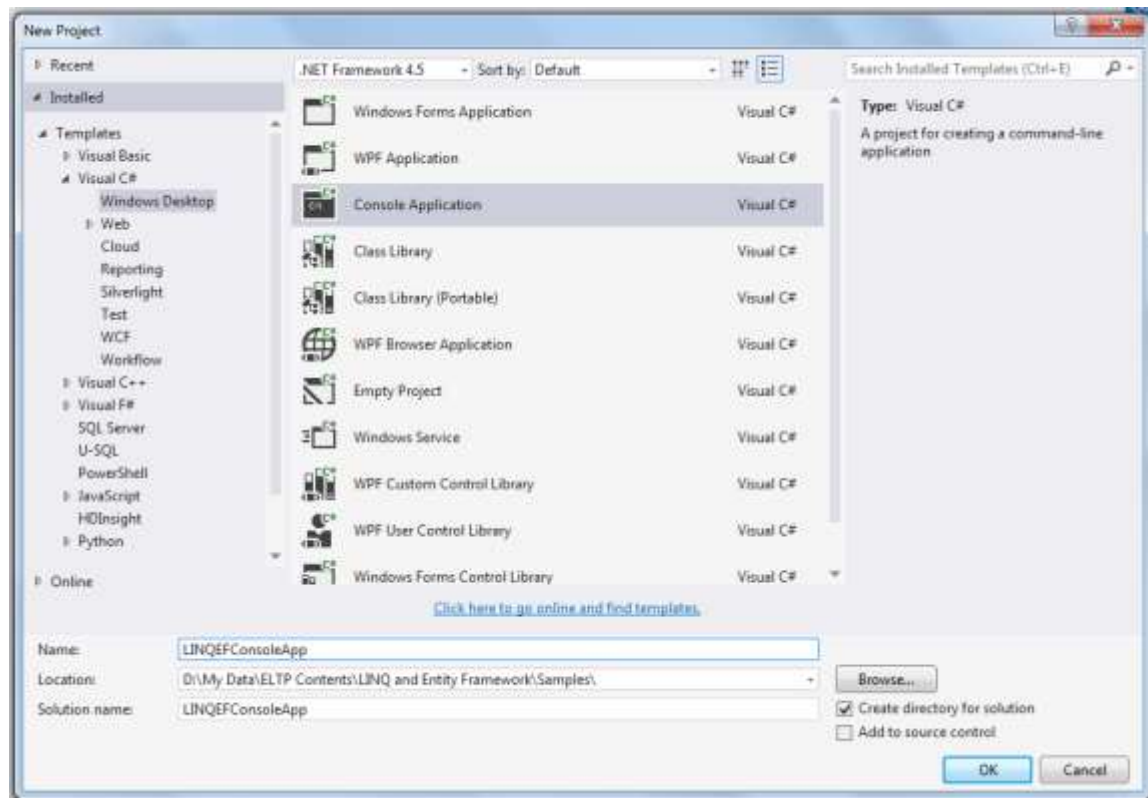 New Project
Recent
.NET Framework 4.5
Sort by: Default
Search Installed Templates (Ctrl+E)
Installed
Templates
Visual Basic
Visual C#
Windows Desktop
Web
Cloud
Reporting
Silverlight
Test
WCF
Workflow
Visual C++
Visual F#
SQL Server
U-SQL
PowerShell
JavaScript
HDInsight
Python
Online
Windows Forms Application Visual C#
WPF Application Visual C#
Console Application Visual C#
Class Library Visual C#
Class Library (Portable) Visual C#
WPF Browser Application Visual C#
Empty Project Visual C#
Windows Service Visual C#
WPF Custom Control Library Visual C#
WPF User Control Library Visual C#
Windows Forms Control Library Visual C#
Type: Visual C#
A project for creating a command-line
application
Click here to go online and find templates.
Name: LINQEFConsoleApp
Location: D:\My Data\ELTP Contents\LINQ and Entity Framework\Samples\
Browse...
Solution name: LINQEFConsoleApp
Create directory for solution
Add to source control
OK Cancel